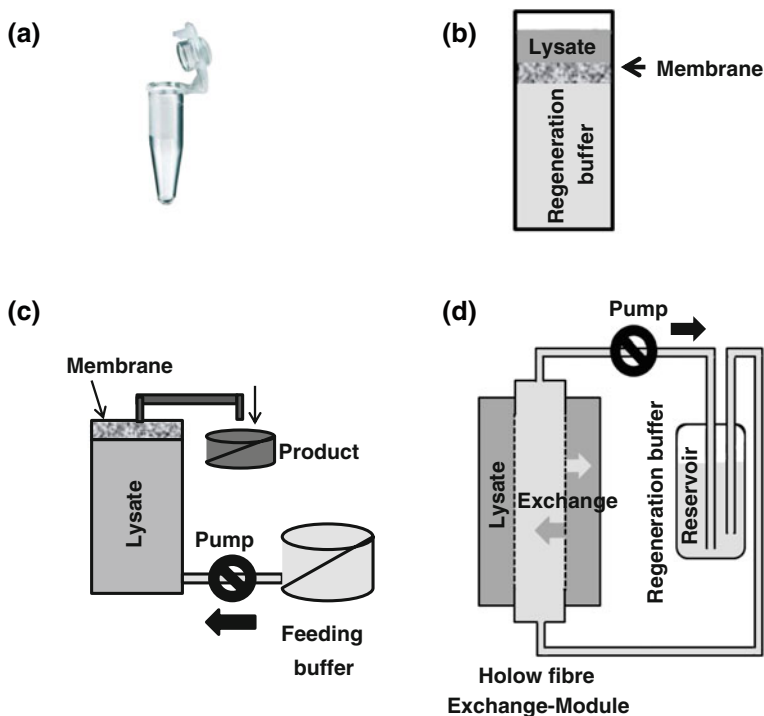 (a)
(b)
Lysate
Membrane
Regeneration
buffer
(c)
Membrane
Product
Lysate
Pump
Feeding
buffer
(d)
Pump
Lysate
Exchange
Regeneration buffer
Reservoir
Holow fibre
Exchange-Module